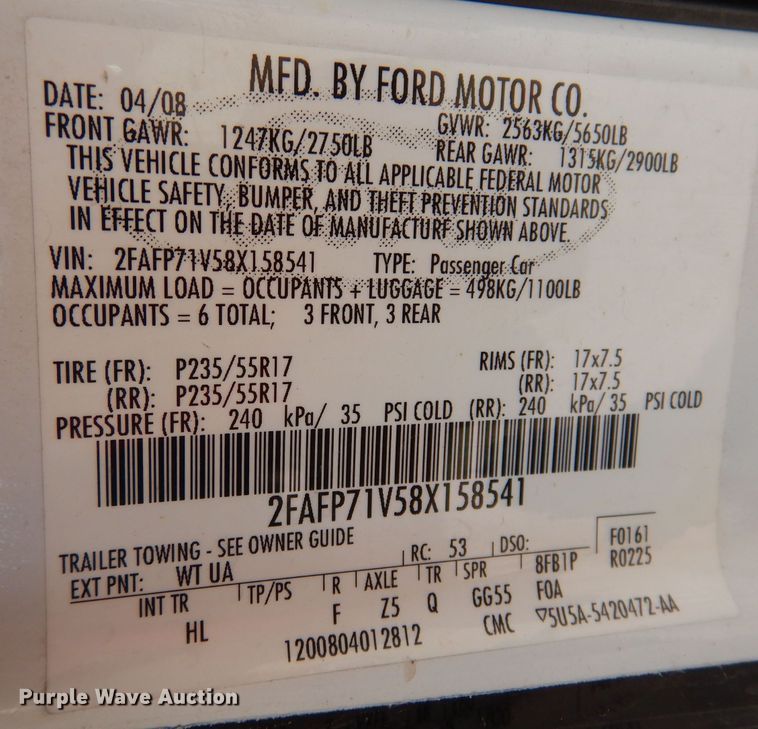 MFD. BY FORD MOTOR CO.
DATE: 04/08 GVWR: 2563KG/5650LB
FRONT GAWR: 1247KG/2750LB REAR GAWR: 1315KG/2900LB
THIS VEHICLE CONFORMS TO ALL APPLICABLE FEDERAL MOTOR
VEHICLE SAFETY, BUMPER, AND THEFT PREVENTION STANDARDS
IN EFFECT ON THE DATE OF MANUFACTURE SHOWN ABOVE.
VIN: 2FAFP71V58X158541 TYPE: Passenger Car
MAXIMUM LOAD = OCCUPANTS + LUGGAGE = 498KG/1100LB
OCCUPANTS = 6 TOTAL; 3 FRONT, 3 REAR
TIRE (FR): P235/55R17 RIMS (FR): 17x7.5
(RR): P235/55R17 (RR): 17x7.5
PRESSURE (FR): 240 kPa/ 35 PSI COLD (RR): 240 kPa/ 35 PSI COLD
2FAFP71V58X158541
TRAILER TOWING - SEE OWNER GUIDE
EXT PNT: WT UA RC: 53 DSO: F0161
INT TR TP/PS R AXLE TR SPR 8FB1P R0225
HL F Z5 Q GG55 F0A
1200804012812 CMC ▽5U5A-5420472-AA
Purple Wave Auction